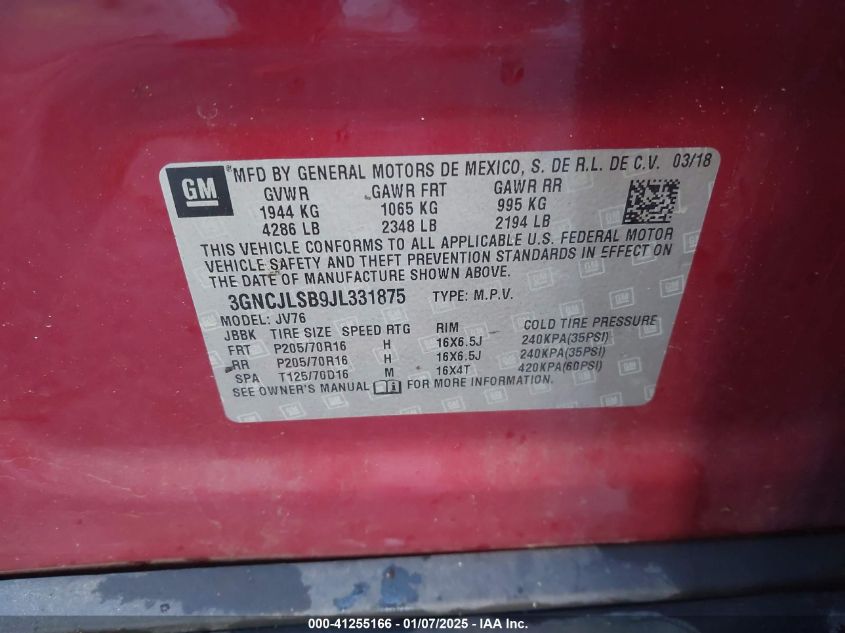 GM
®MFD BY GENERAL MOTORS DE MEXICO, S. DE R.L. DE C.V. 03/18
GVWR GAWR FRT GAWR RR
1944 KG 1065 KG 995 KG
4286 LB 2348 LB 2194 LB
THIS VEHICLE CONFORMS TO ALL APPLICABLE U.S. FEDERAL MOTOR
VEHICLE SAFETY AND THEFT PREVENTION STANDARDS IN EFFECT ON
THE DATE OF MANUFACTURE SHOWN ABOVE.
3GNCJLSB9JL331875 TYPE: M.P.V.
MODEL: JV76
JBBK TIRE SIZE SPEED RTG RIM COLD TIRE PRESSURE
FRT P205/70R16 H 16X6.5J 240KPA(35PSI)
RR P205/70R16 H 16X6.5J 240KPA(35PSI)
SPA T125/70D16 M 16X4T 420KPA(60PSI)
SEE OWNER'S MANUAL FOR MORE INFORMATION.
000-41255166 - 01/07/2025 - IAA Inc.